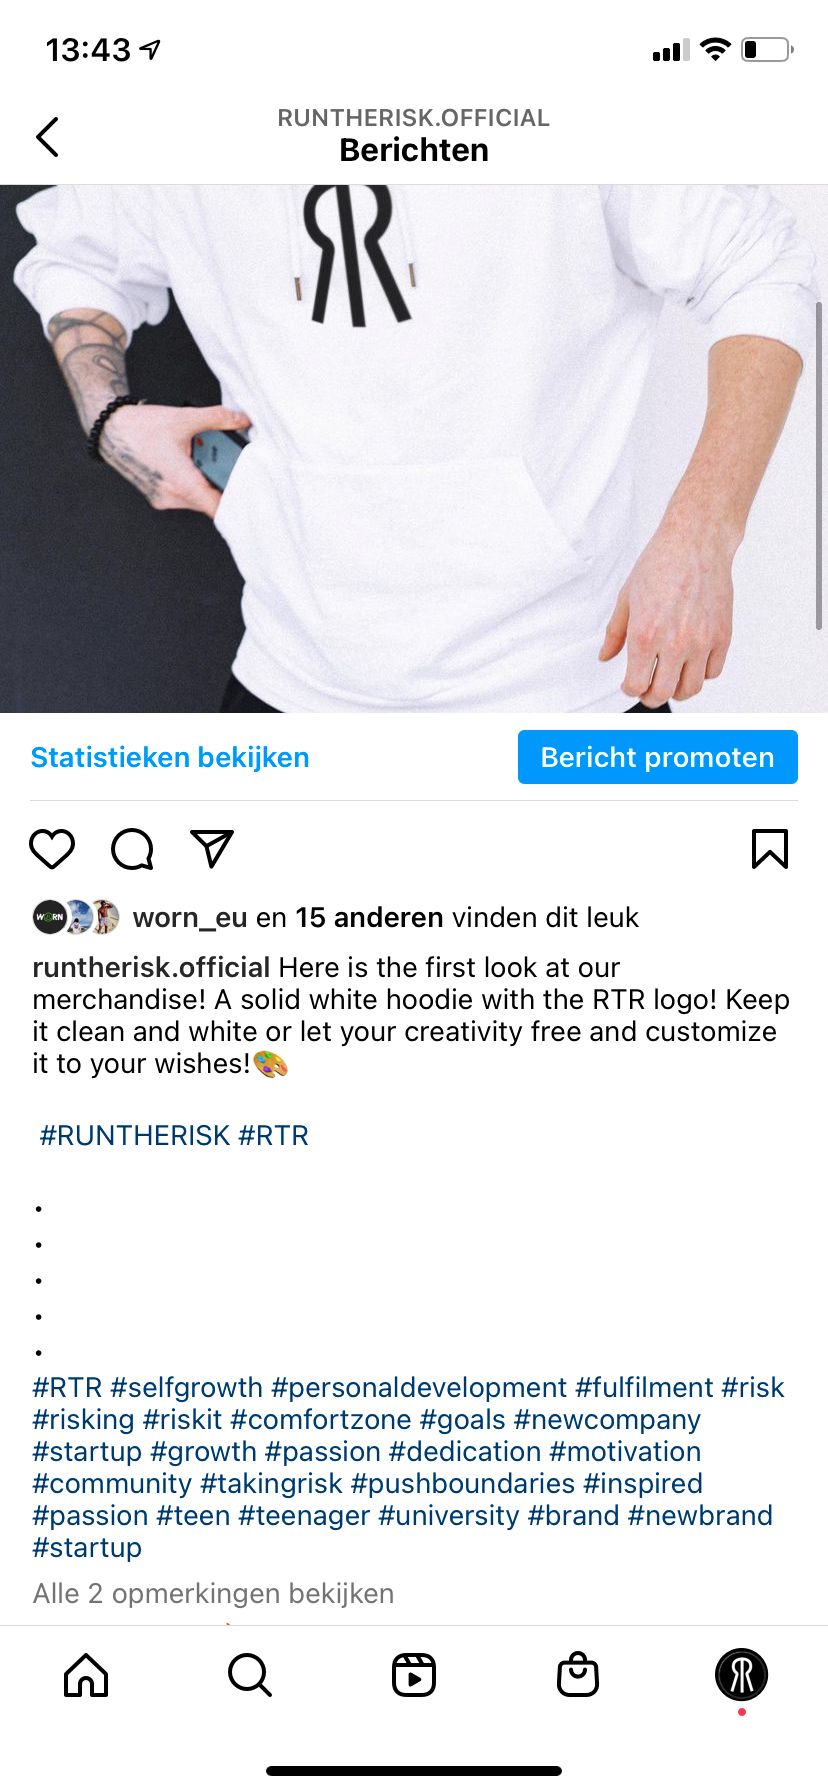 13:43
RUNTHERISK.OFFICIAL
Berichten
Statistieken bekijken
Bericht promoten
WORN
worn_eu en 15 anderen vinden dit leuk
runtherisk.official Here is the first look at our
merchandise! A solid white hoodie with the RTR logo! Keep
it clean and white or let your creativity free and customize
it to your wishes!🎨
#RUNTHERISK #RTR
.
.
.
.
.
#RTR #selfgrowth #personaldevelopment #fulfilment #risk
#risking #riskit #comfortzone #goals #newcompany
#startup #growth #passion #dedication #motivation
#community #takingrisk #pushboundaries #inspired
#passion #teen #teenager #university #brand #newbrand
#startup
Alle 2 opmerkingen bekijken